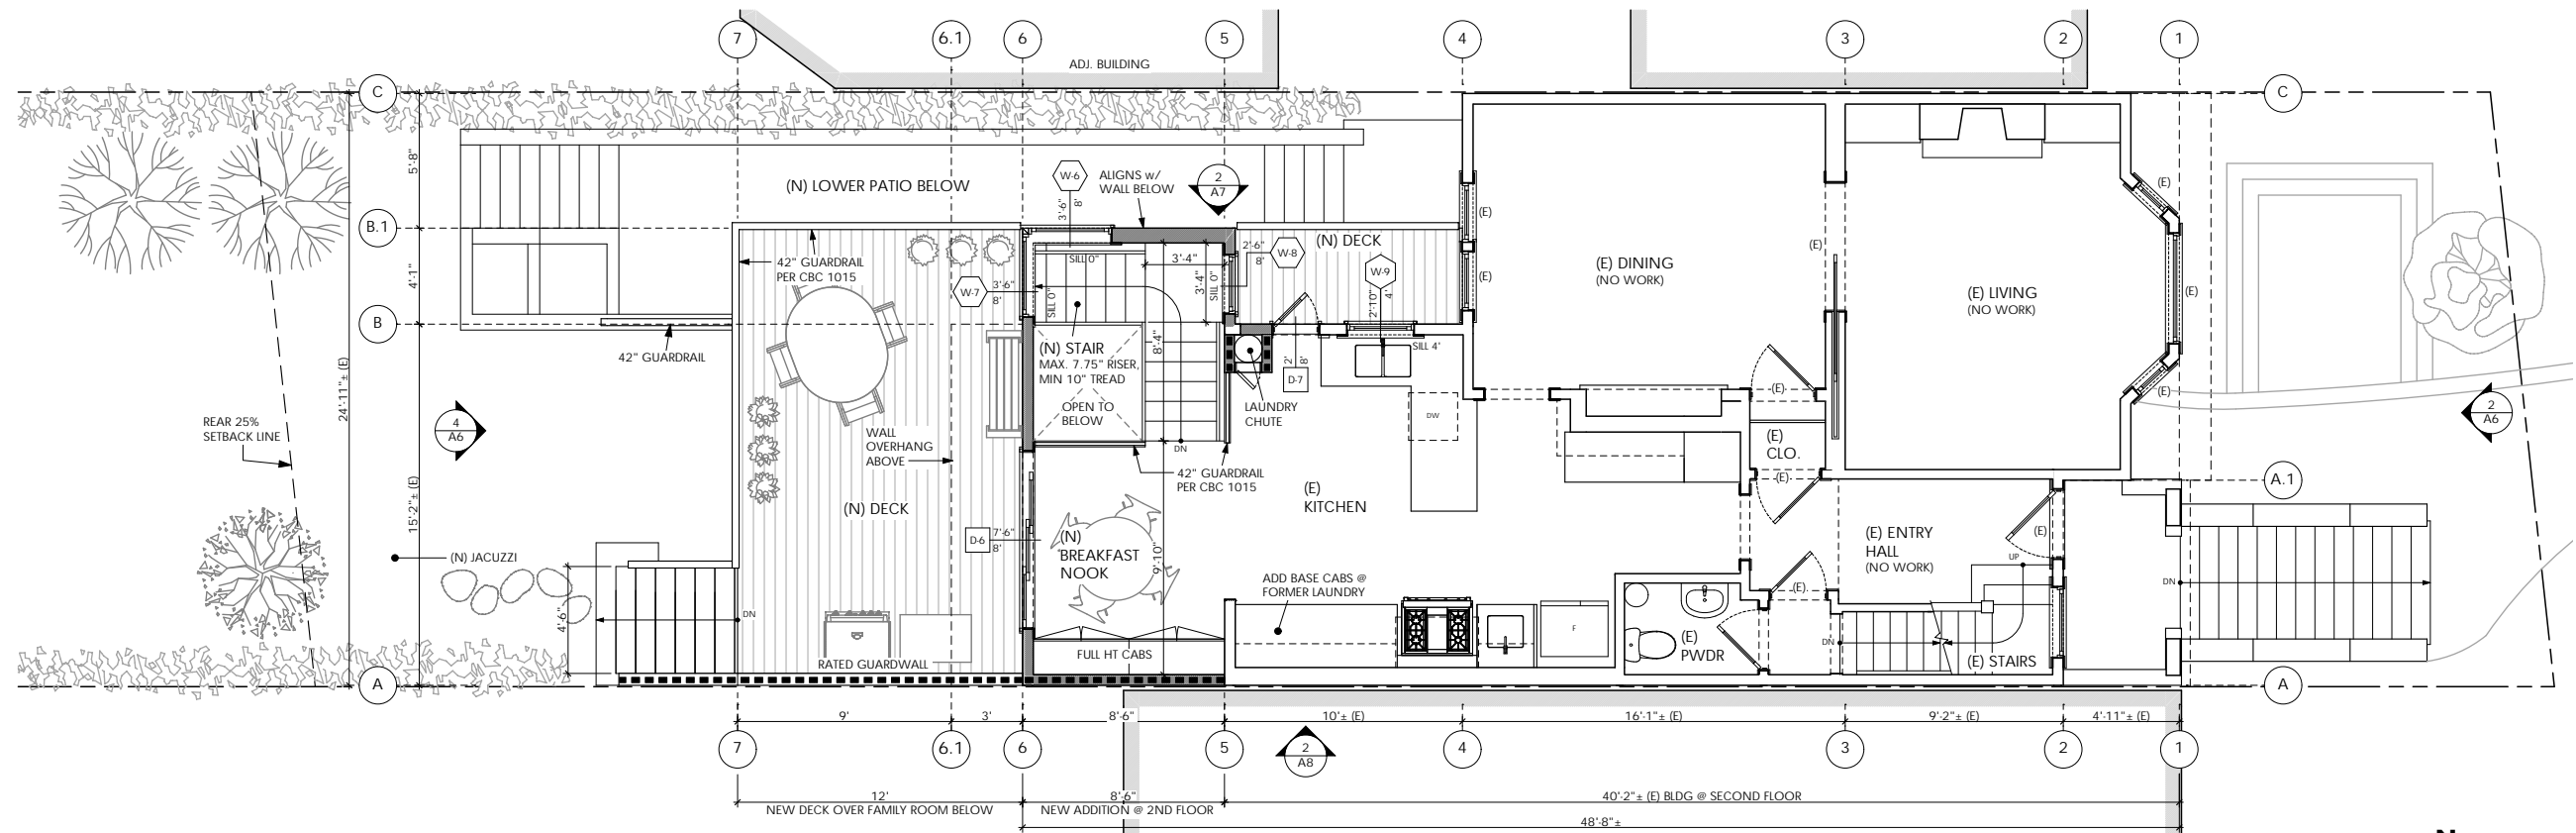 7
6.1
6
5
4
3
2
1
ADJ. BUILDING
C
C
5'-8"
(N) LOWER PATIO BELOW
W-6
3'-6"
8'
ALIGNS w/
WALL BELOW
2
A7
(E)
(E)
B.1
4'-1"
42" GUARDRAIL
PER CBC 1015
W-7
3'-6"
8'
SILL 0"
SILL 0"
3'-4"
3'-4"
SILL 0"
2'-6"
8'
W-8
(N) DECK
W-9
2'-10"
4'
(E)
(E)
(E) DINING
(NO WORK)
(E)
(E) LIVING
(NO WORK)
(E)
(E)
B
42" GUARDRAIL
24'-11"± (E)
(N) STAIR
MAX. 7.75" RISER,
MIN 10" TREAD
OPEN TO
BELOW
8'-4"
DN
LAUNDRY
CHUTE
2'
8'
D-7
SILL 4'
DW
(E)
REAR 25%
SETBACK LINE
4
A6
2
A6
WALL
OVERHANG
ABOVE
42" GUARDRAIL
PER CBC 1015
(E)
CLO.
(E)
A.1
15'-2"± (E)
(N) DECK
D-6
7'-6"
8'
(N)
BREAKFAST
NOOK
9'-10"
(E)
KITCHEN
(E) ENTRY
HALL
(NO WORK)
(E)
UP
DN
(N) JACUZZI
4'-6"
DN
ADD BASE CABS @
FORMER LAUNDRY
F
(E)
(E)
PWDR
DN
(E) STAIRS
RATED GUARDWALL
FULL HT CABS
A
A
9'
3'
8'-6"
10'± (E)
16'-1"± (E)
9'-2"± (E)
4'-11"± (E)
7
6.1
6
5
2
A8
4
3
2
1
12'
NEW DECK OVER FAMILY ROOM BELOW
8'-6"
NEW ADDITION @ 2ND FLOOR
40'-2"± (E) BLDG @ SECOND FLOOR
48'-8"±